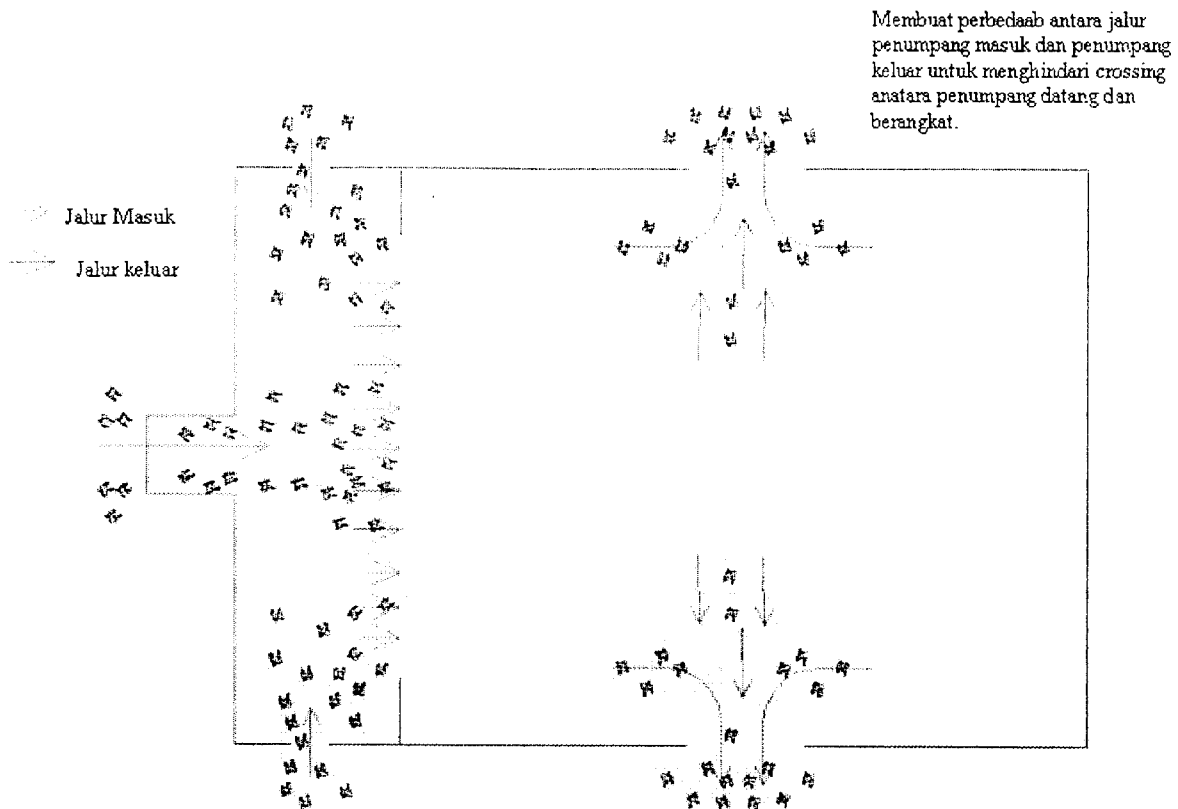 Membuat perbedaab antara jalur
penumpang masuk dan penumpang
keluar untuk menghindari crossing
anatara penumpang datang dan
berangkat.
Jalur Masuk
Jalur keluar